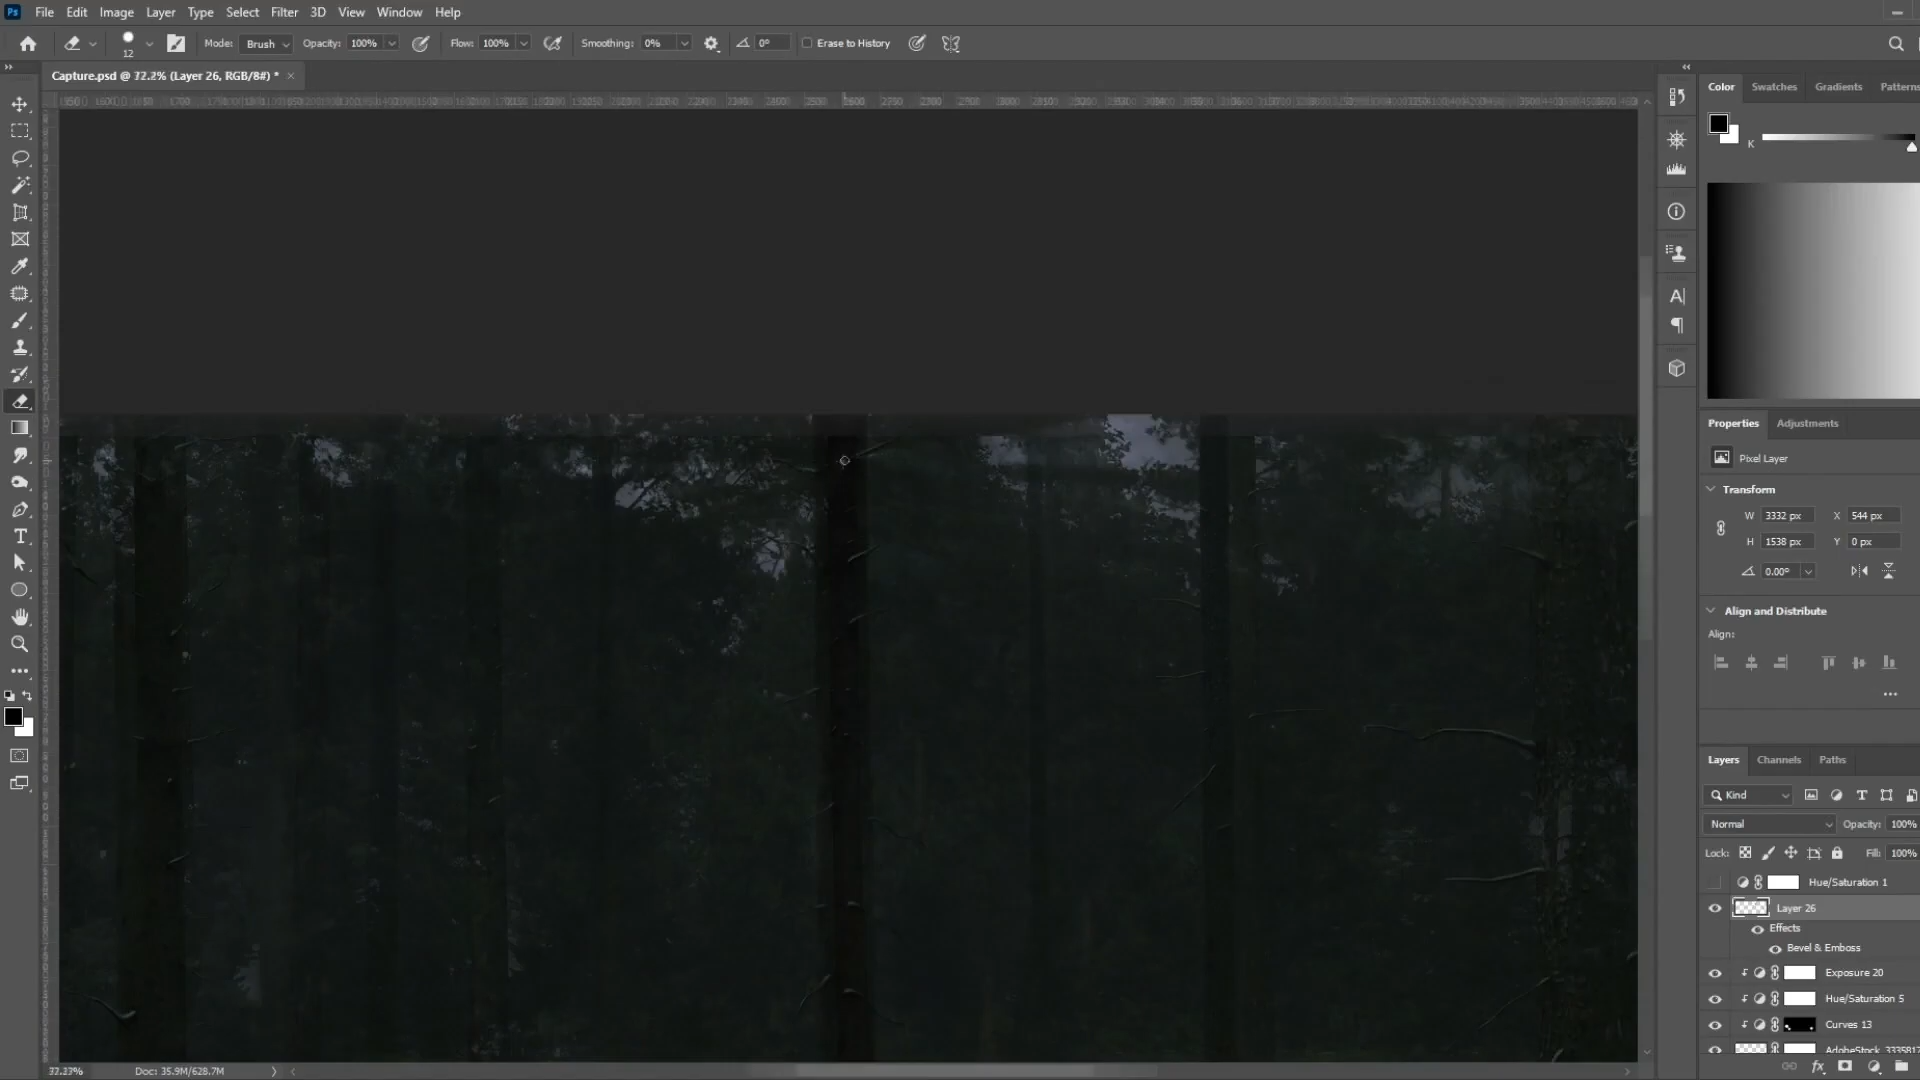 Ps File Edit Image Layer Type Select Filter 3D View Window Help
12 Mode: Brush Opacity: 100% Flow: 100% Smoothing: 0% 0° Erase to History
Capture.psd @ (Layer 26, RGB/8#) *
Color Swatches Gradients Patterns
K
Properties Adjustments
Pixel Layer
Transform
W 3332 px X 544 px
H 1538 px Y 0 px
0.00°
Align and Distribute
Align:
Layers Channels Paths
Kind
Normal Opacity: 100%
Lock: Fill: 100%
Hue/Saturation 1
Layer 26
Effects
Bevel & Emboss
Exposure 20
Hue/Saturation 5
Curves 13
AdobeStock_3335817
fx
Doc: 35.9M/628.7M